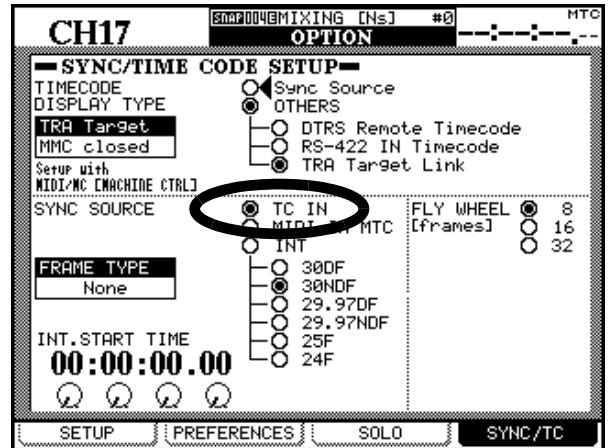 CH17
SNAP004 MIXING [Ns] #0
OPTION
MTC
--:--:--.--
SYNC/TIME CODE SETUP
TIMECODE
DISPLAY TYPE
Sync Source
OTHERS
TRA Target
MMC closed
DTRS Remote Timecode
RS-422 IN Timecode
TRA Target Link
Setup with
MIDI/MC [MACHINE CTRL]
SYNC SOURCE
TC IN
MIDI IN MTC
INT
FLY WHEEL
[frames]
8
16
32
FRAME TYPE
None
30DF
30NDF
29.97DF
29.97NDF
25F
24F
INT.START TIME
00:00:00.00
SETUP
PREFERENCES
SOLO
SYNC/TC